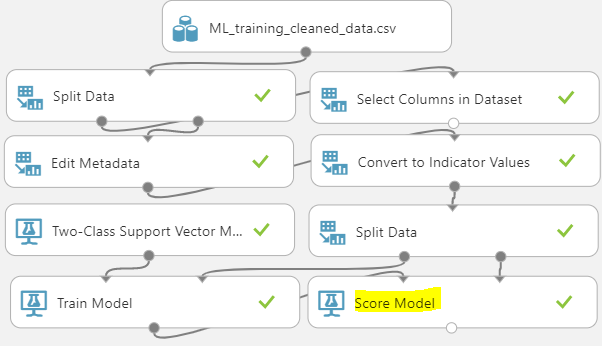 ML_training_cleaned_data.csv
Split Data
Select Columns in Dataset
Edit Metadata
Convert to Indicator Values
Two-Class Support Vector M...
Split Data
Train Model
Score Model